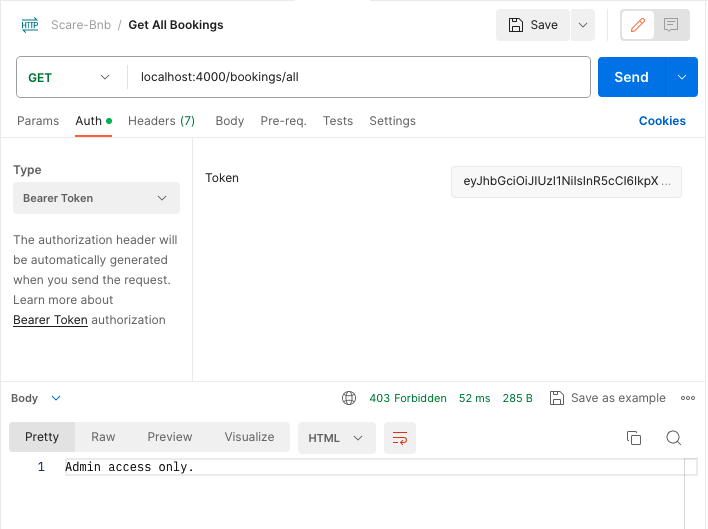 HTTP Scare-Bnb / Get All Bookings Save
GET localhost:4000/bookings/all Send
Params Auth Headers (7) Body Pre-req. Tests Settings Cookies
Type
Bearer Token
The authorization header will
be automatically generated
when you send the request.
Learn more about
Bearer Token authorization
Token eyJhbGciOiJIUzI1NiIsInR5cCI6IkpX ...
Body 403 Forbidden 52 ms 285 B Save as example
Pretty Raw Preview Visualize HTML
1 Admin access only.